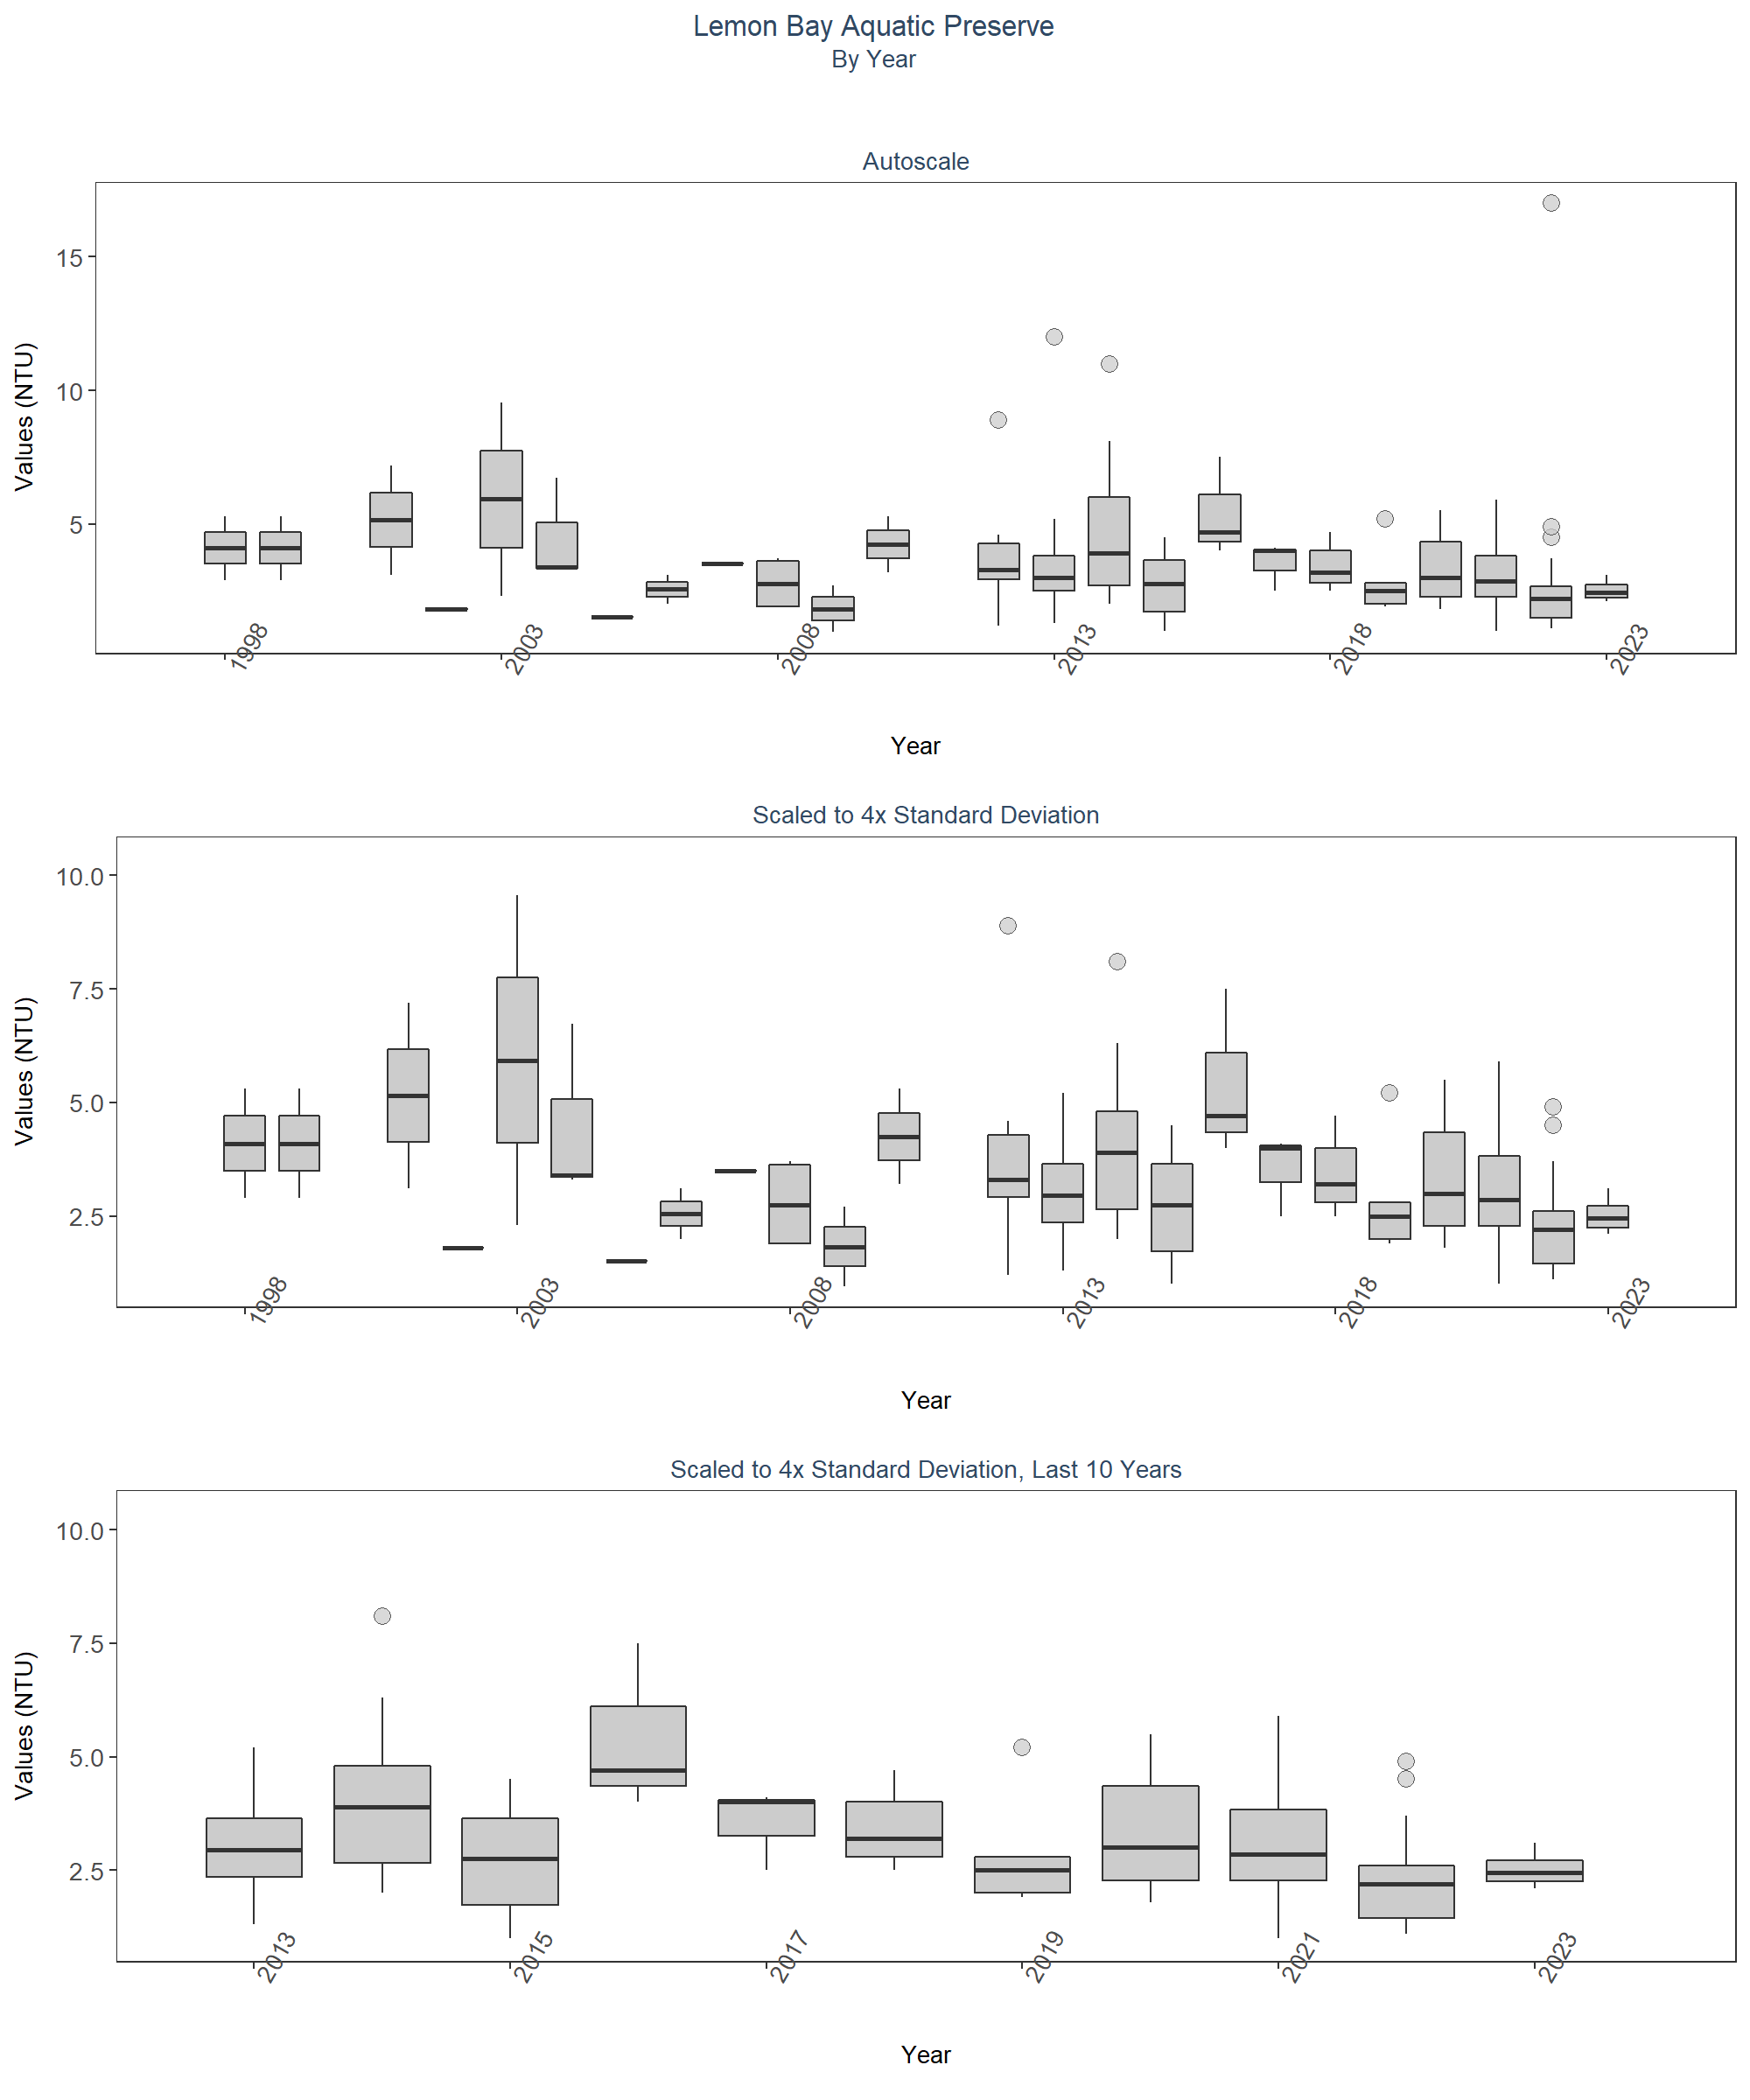 Lemon Bay Aquatic Preserve
By Year
Autoscale
Values (NTU)
15
10
5
1998 2003 2008 2013 2018 2023
Year
Scaled to 4x Standard Deviation
Values (NTU)
10.0
7.5
5.0
2.5
1998 2003 2008 2013 2018 2023
Year
Scaled to 4x Standard Deviation, Last 10 Years
Values (NTU)
10.0
7.5
5.0
2.5
2013 2015 2017 2019 2021 2023
Year